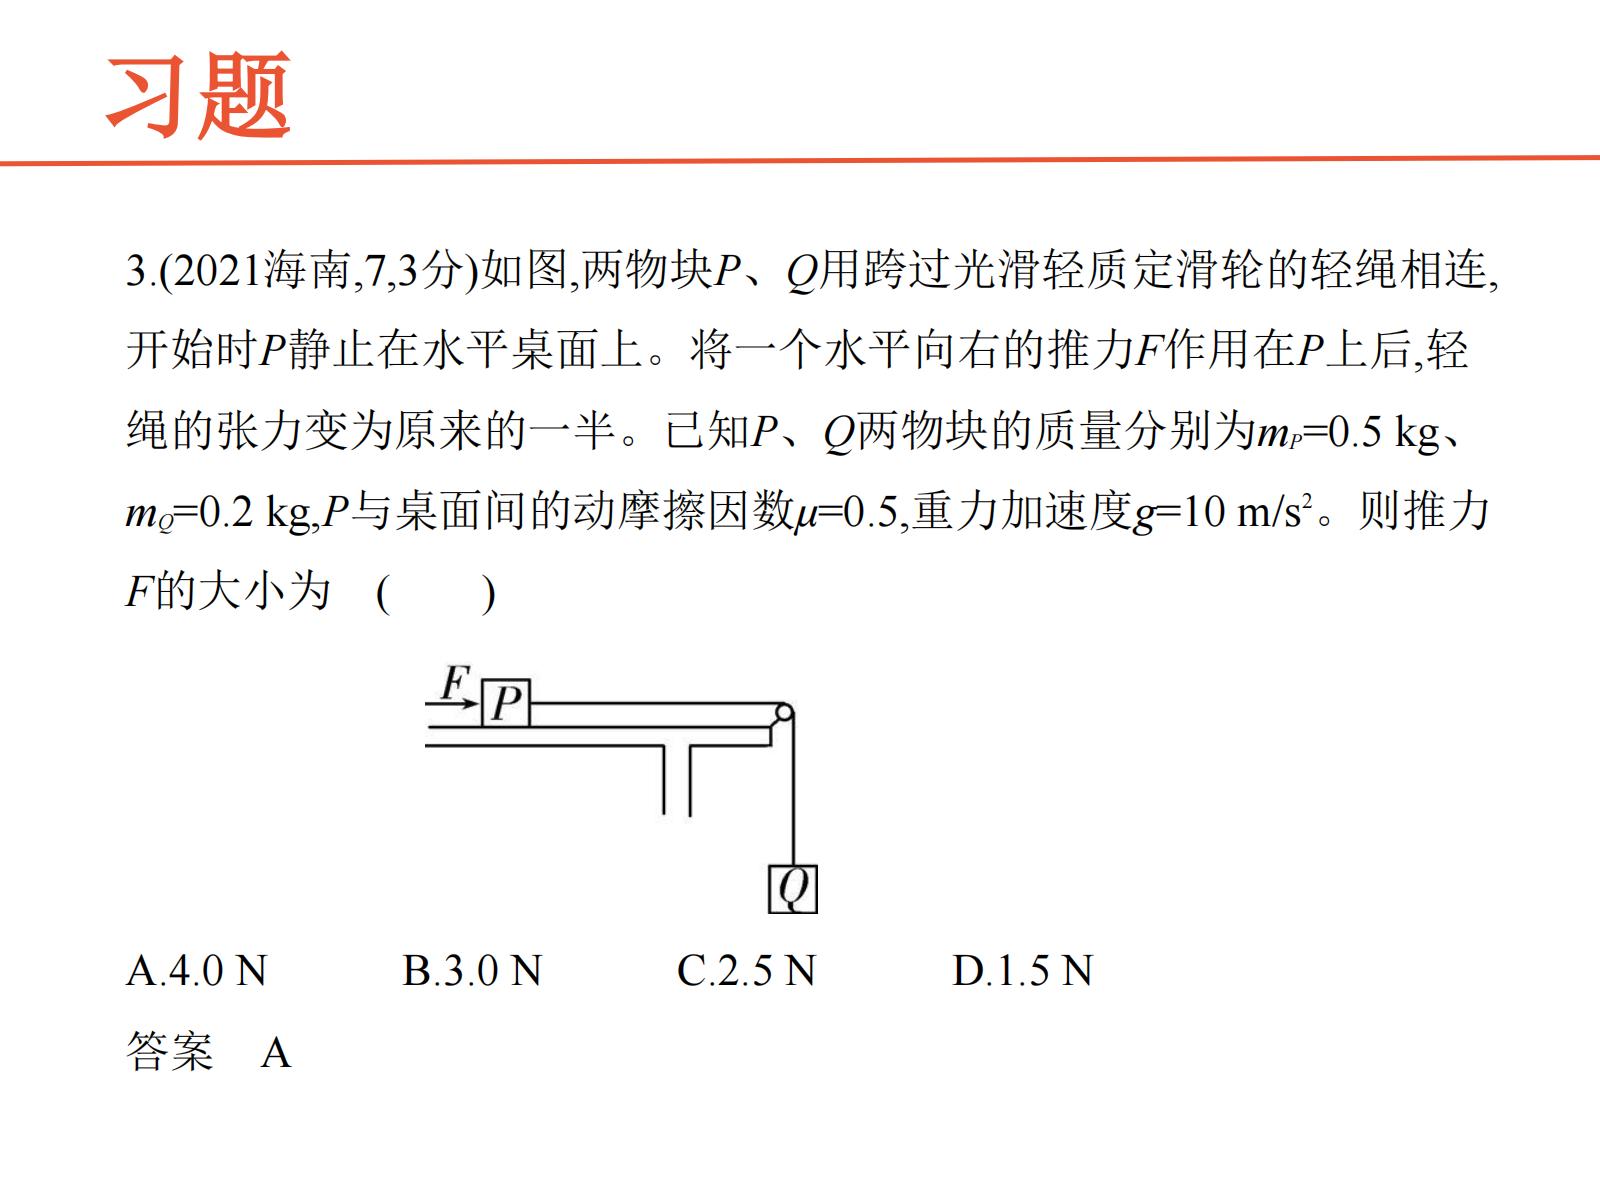 习题
3.(2021海南,7,3分)如图,两物块P、Q用跨过光滑轻质定滑轮的轻绳相连,
开始时P静止在水平桌面上。将一个水平向右的推力F作用在P上后,轻
绳的张力变为原来的一半。已知P、Q两物块的质量分别为mP=0.5 kg、
mQ=0.2 kg,P与桌面间的动摩擦因数μ=0.5,重力加速度g=10 m/s²。则推力
F的大小为 (  )
F
P
Q
A.4.0 N B.3.0 N C.2.5 N D.1.5 N
答案 A